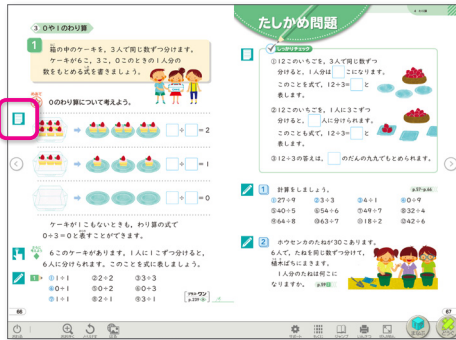 3 0や1のわり算
1
箱の中のケーキを、3人で同じ数ずつ分けます。
ケーキが6こ、3こ、0このときの1人分の
数をもとめる式を書きましょう。
0のわり算について考えよう。
÷ = 2
÷ = 1
÷ = 0
ケーキが1こもないときも、わり算の式で
0÷3=0と表すことができます。
6このケーキがあります。1人に1こずつ分けると、
6人に分けられます。このことを式に表しましょう。
1 ①1÷1 ②2÷2 ③3÷3
④0÷1 ⑤0÷2 ⑥0÷3
⑦1÷1 ⑧2÷1 ⑨3÷1
66
たしかめ問題
しっかりチェック
①12このいちごを、3人で同じ数ずつ
分けると、1人分は こになります。
このことを式で、12÷3= と
表します。
②12このいちごを、1人に3こずつ
分けると、 人に分けられます。
このことも式で、12÷3= と
表します。
③12÷3の答えは、 のだんの九九でもとめられます。
1 計算をしましょう。
①27÷9 ②3÷3 ③6÷1 ④0÷9
⑤40÷5 ⑥54÷6 ⑦49÷7 ⑧32÷4
⑨64÷8 ⑩63÷7 ⑪18÷2 ⑫42÷6
2 ホウセンカのたねが30こあります。
6人で、たねを同じ数ずつ分けて、
植木ばちにまきます。
1人分のたねは何こに
なりますか。
67